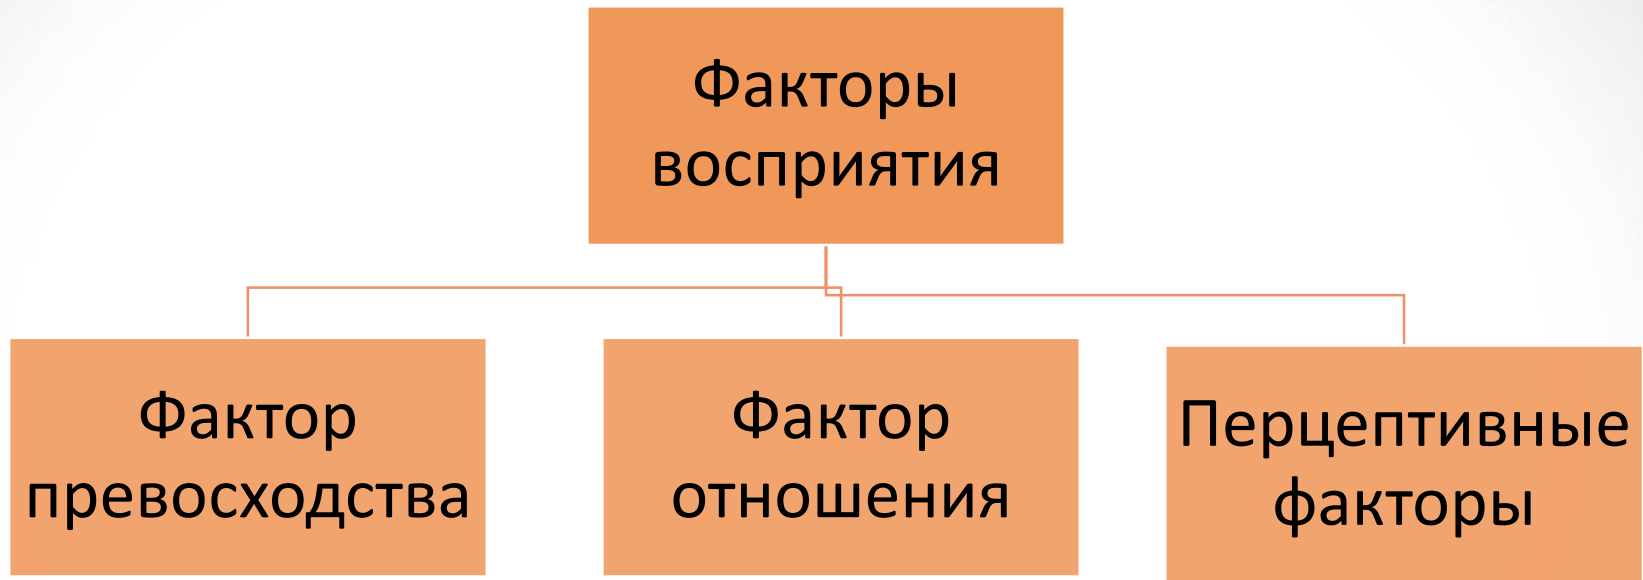 Факторы
восприятия
Фактор
превосходства
Фактор
отношения
Перцептивные
факторы